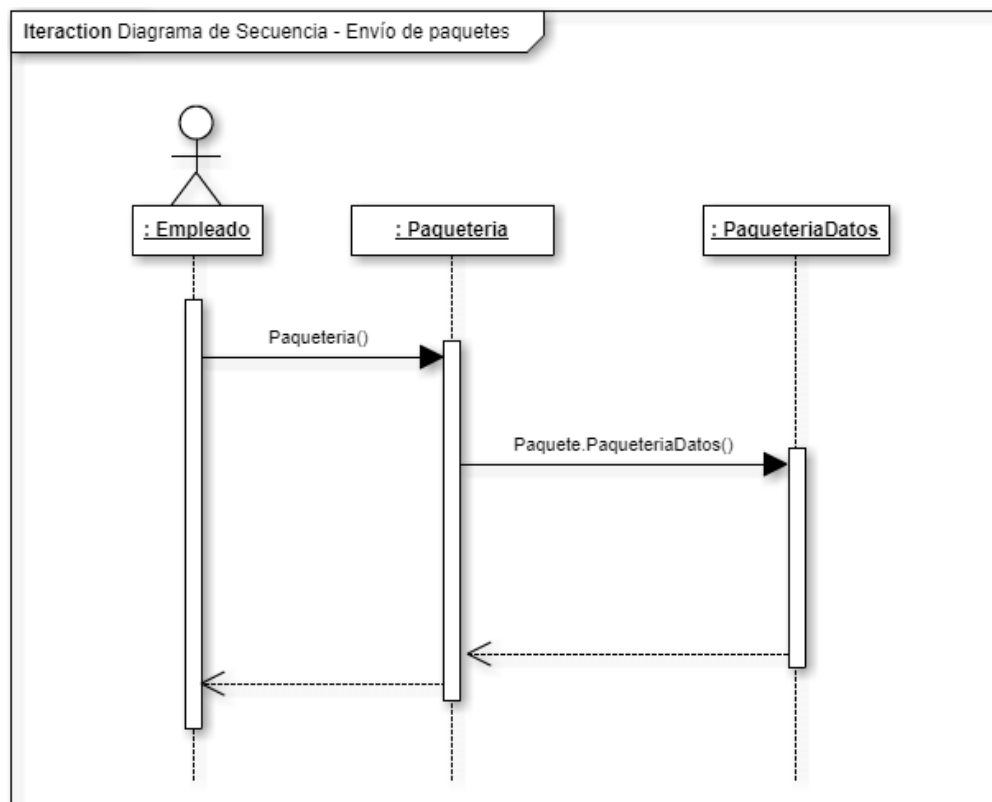 Iteraction Diagrama de Secuencia - Envío de paquetes
: Empleado
: Paqueteria
: PaqueteriaDatos
Paqueteria()
Paquete.PaqueteriaDatos()